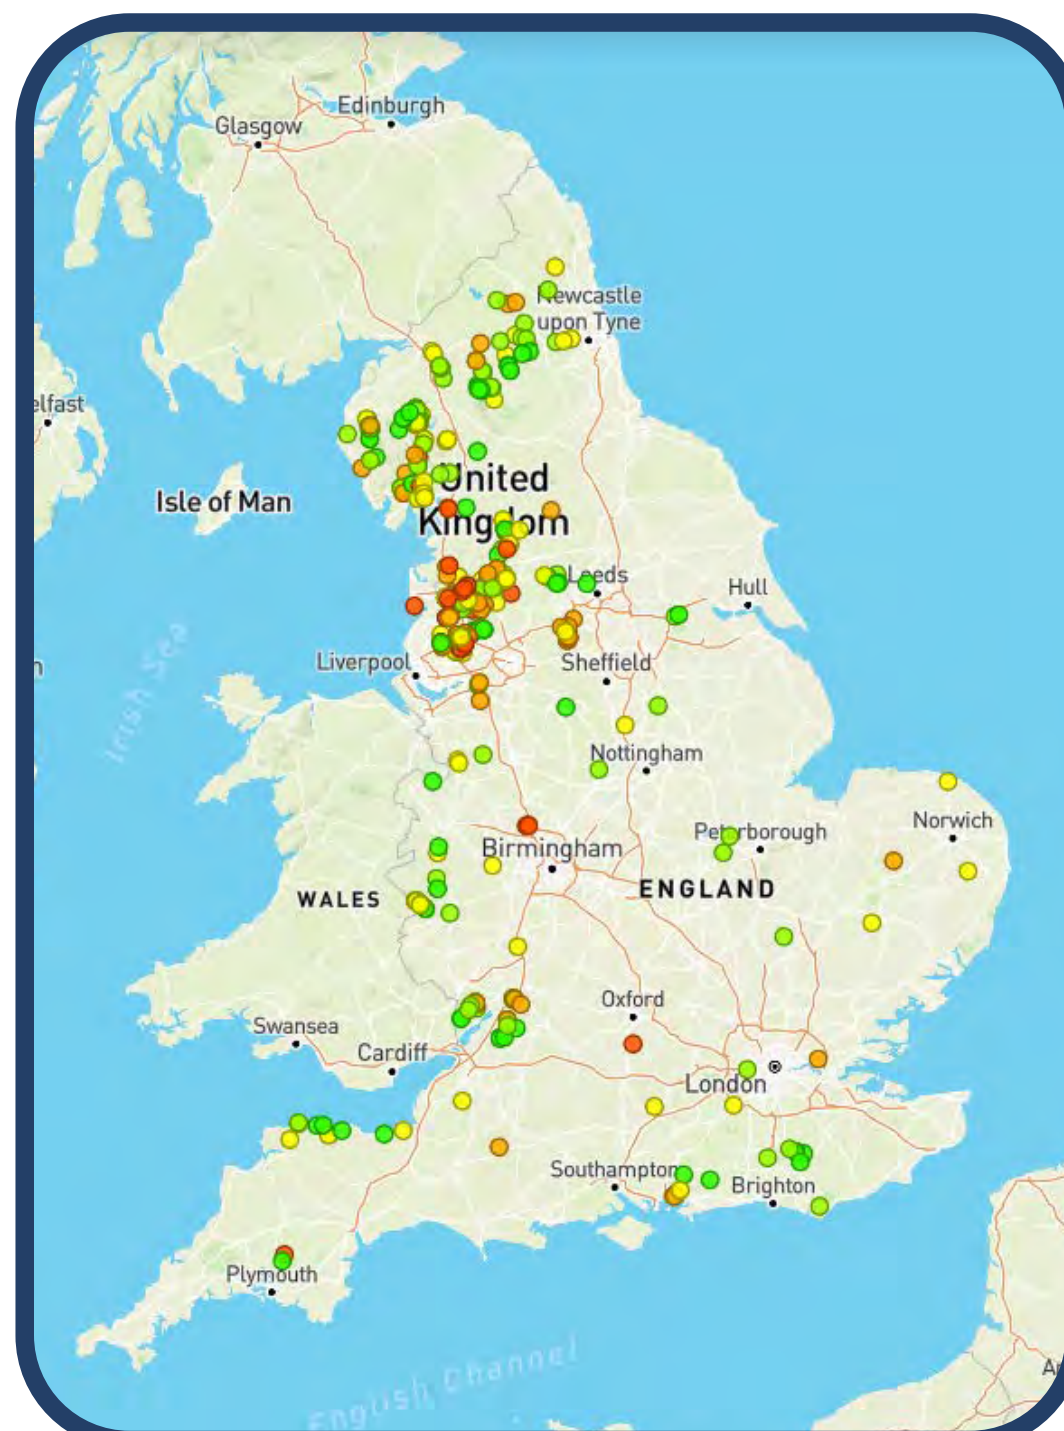 Edinburgh
Glasgow
Newcastle
upon Tyne
elfast
United
Kingdom
Isle of Man
Leeds
Hull
Irish Sea
Liverpool
Sheffield
Nottingham
Peterborough
Norwich
Birmingham
WALES
ENGLAND
Oxford
Swansea
Cardiff
London
Southampton
Brighton
Plymouth
English Channel